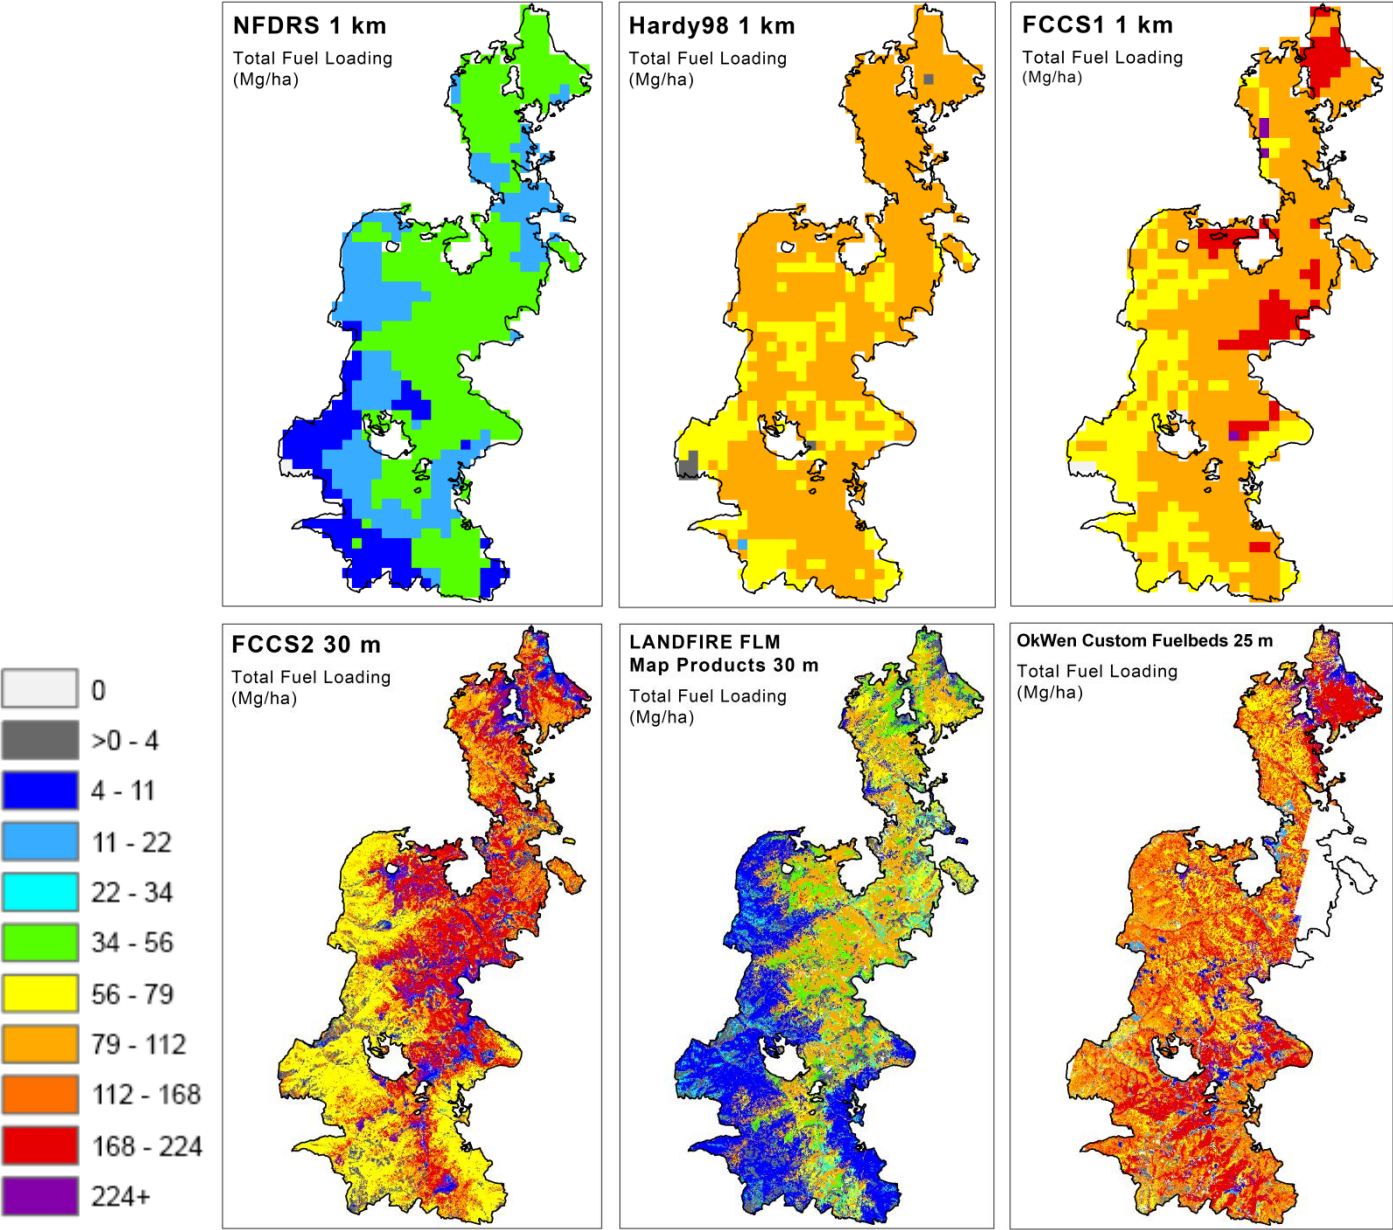 NFDRS 1 km
Total Fuel Loading
(Mg/ha)
Hardy98 1 km
Total Fuel Loading
(Mg/ha)
FCCS1 1 km
Total Fuel Loading
(Mg/ha)
FCCS2 30 m
Total Fuel Loading
(Mg/ha)
LANDFIRE FLM
Map Products 30 m
Total Fuel Loading
(Mg/ha)
OkWen Custom Fuelbeds 25 m
Total Fuel Loading
(Mg/ha)
0
>0 - 4
4 - 11
11 - 22
22 - 34
34 - 56
56 - 79
79 - 112
112 - 168
168 - 224
224+